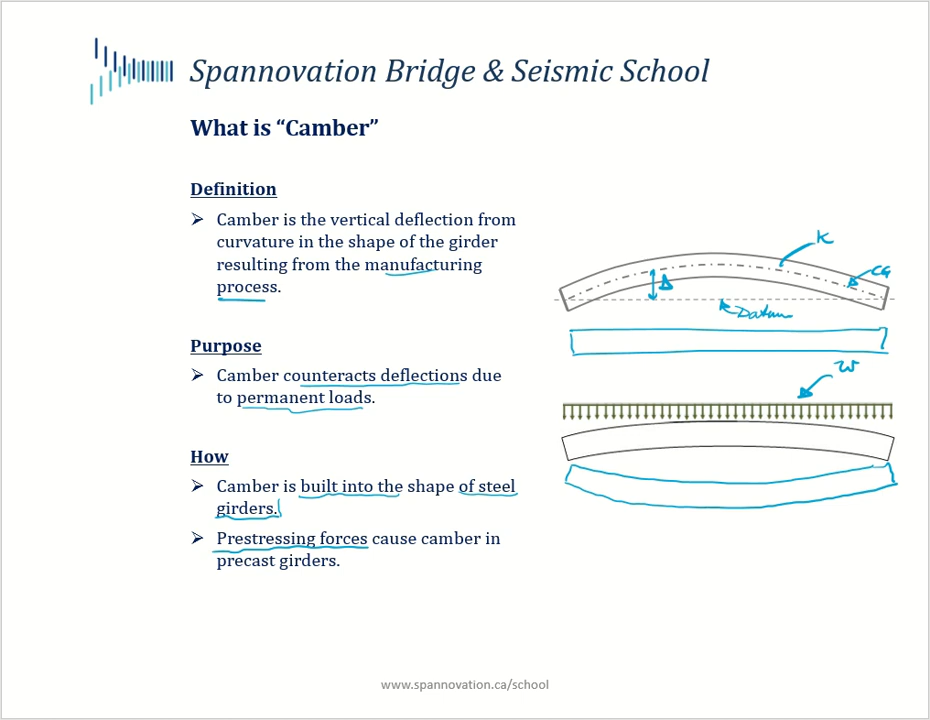 Spannovation Bridge & Seismic School
What is “Camber”
Definition
➢ Camber is the vertical deflection from
curvature in the shape of the girder
resulting from the manufacturing
process.
Purpose
➢ Camber counteracts deflections due
to permanent loads.
How
➢ Camber is built into the shape of steel
girders.
➢ Prestressing forces cause camber in
precast girders.
K
CG
Δ
Datum
W
www.spannovation.ca/school